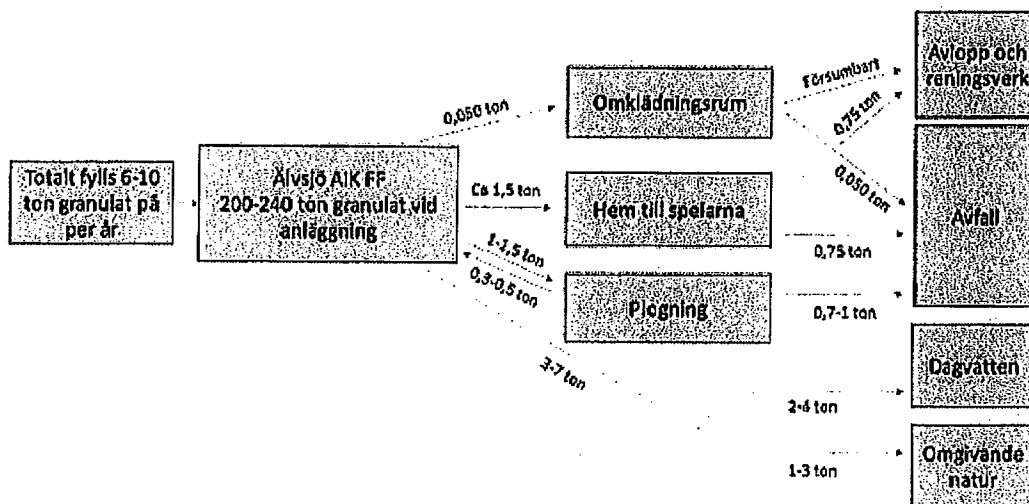 Totalt fylls 6-10
ton granulat på
per år
Älvsjö AIK FF
200-240 ton granulat vid
anläggning
0,050 ton
Ca 1,5 ton
1-1,5 ton
0,3-0,5 ton
3-7 ton
Omklädningsrum
Hem till spelarna
Plogning
Försumbart
0,75 ton
0,050 ton
0,75 ton
0,7-1 ton
2-4 ton
1-3 ton
Avlopp och
reningsverk
Avfall
Dagvatten
Omgivande
natur